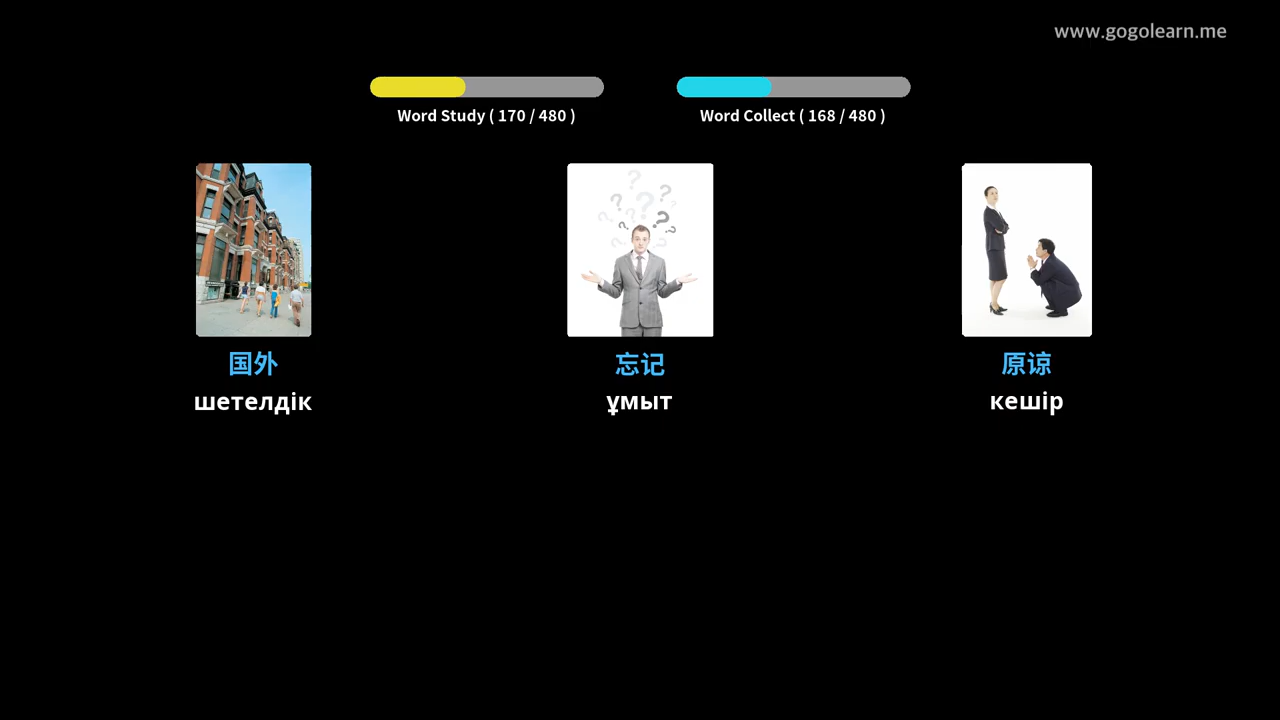 www.gogolearn.me
Word Study ( 170 / 480 )
Word Collect ( 168 / 480 )
国外
忘记
原谅
шетелдік
ұмыт
кешір